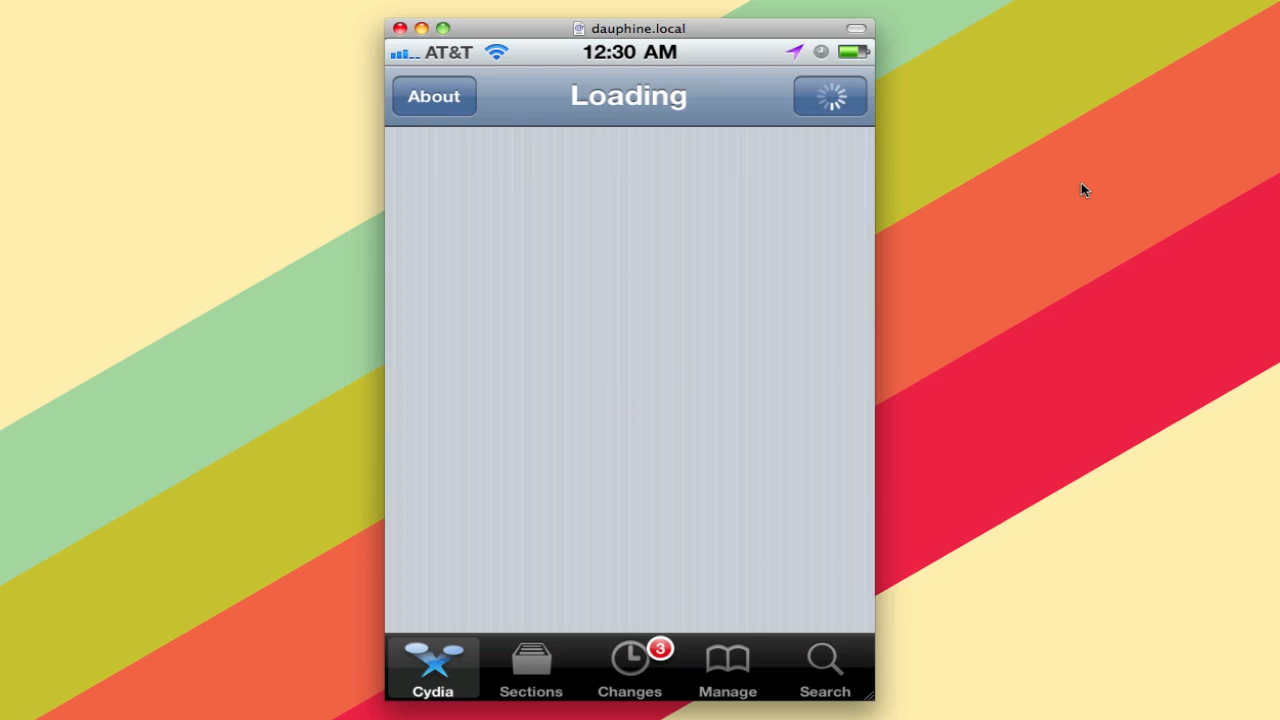 dauphine.local
AT&T 12:30 AM
About Loading
3
Cydia Sections Changes Manage Search